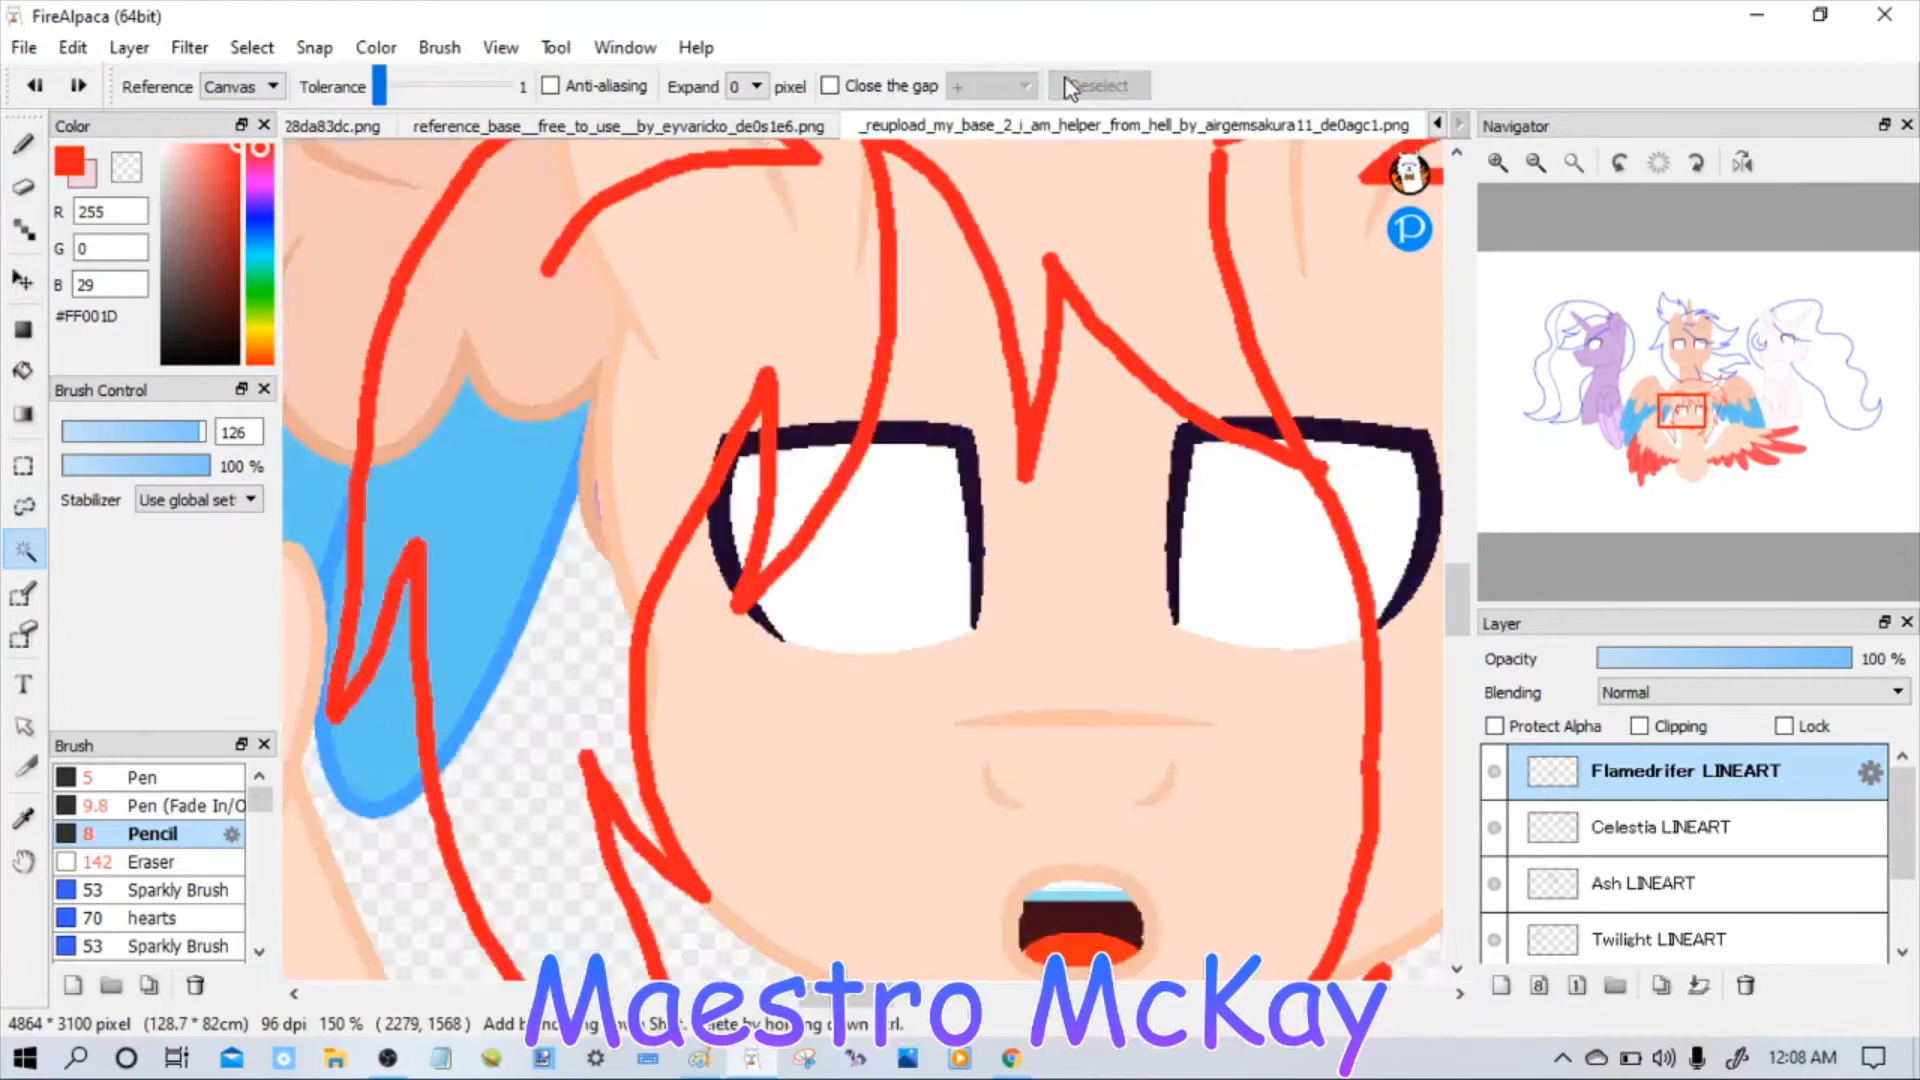 FireAlpaca (64bit)
File Edit Layer Filter Select Snap Color Brush View Tool Window Help
Reference Canvas Tolerance 1 Anti-aliasing Expand 0 pixel Close the gap +
Color 28da83dc.png reference_base__free_to_use__by_eyvaricko_de0s1e6.png _reupload_my_base_2_i_am_helper_from_hell_by_airgemsakura11_de0agc1.png Navigator
R 255
G 0
B 29
#FF001D
Brush Control
126
100 %
Stabilizer Use global set
Layer
Opacity 100 %
Blending Normal
Protect Alpha Clipping Lock
Flamedrifer LINEART
Celestia LINEART
Ash LINEART
Twilight LINEART
Brush
5 Pen
9.8 Pen (Fade In/O
8 Pencil
142 Eraser
53 Sparkly Brush
70 hearts
53 Sparkly Brush
Maestro McKay
4864 * 3100 pixel (128.7 * 82cm) 96 dpi 150 % ( 2279, 1568 )
12:08 AM